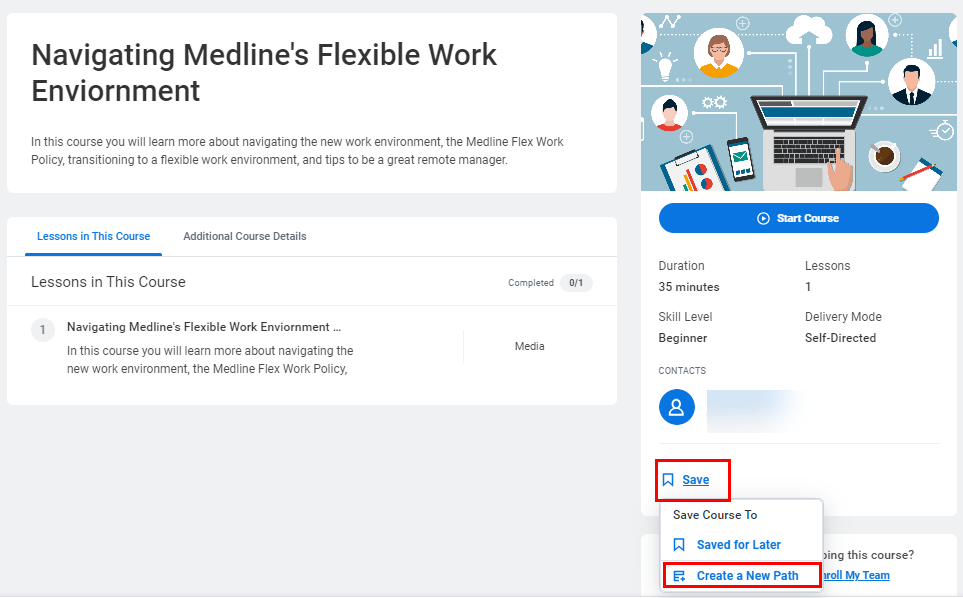 Navigating Medline's Flexible Work
Enviornment
In this course you will learn more about navigating the new work environment, the Medline Flex Work
Policy, transitioning to a flexible work environment, and tips to be a great remote manager.
Lessons in This Course
Additional Course Details
Lessons in This Course
Completed 0/1
1
Navigating Medline's Flexible Work Enviornment ...
In this course you will learn more about navigating the
new work environment, the Medline Flex Work Policy,
Media
Start Course
Duration
35 minutes
Lessons
1
Skill Level
Beginner
Delivery Mode
Self-Directed
CONTACTS
Save
Save Course To
Saved for Later
Create a New Path
this course?
My Team